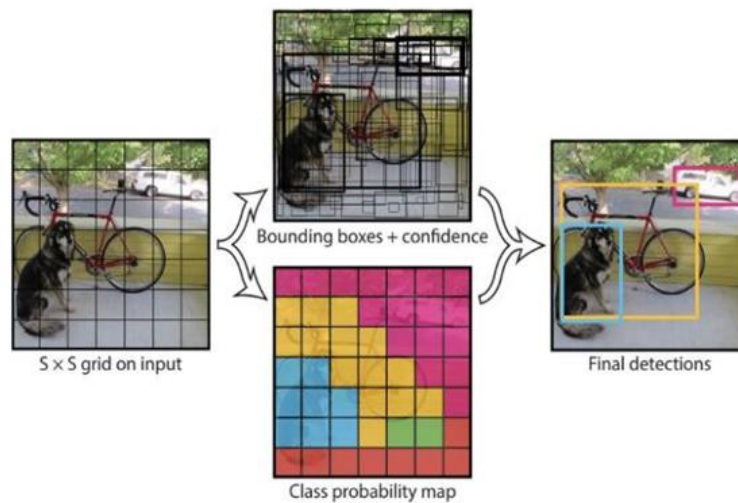 Bounding boxes + confidence
S × S grid on input
Final detections
Class probability map